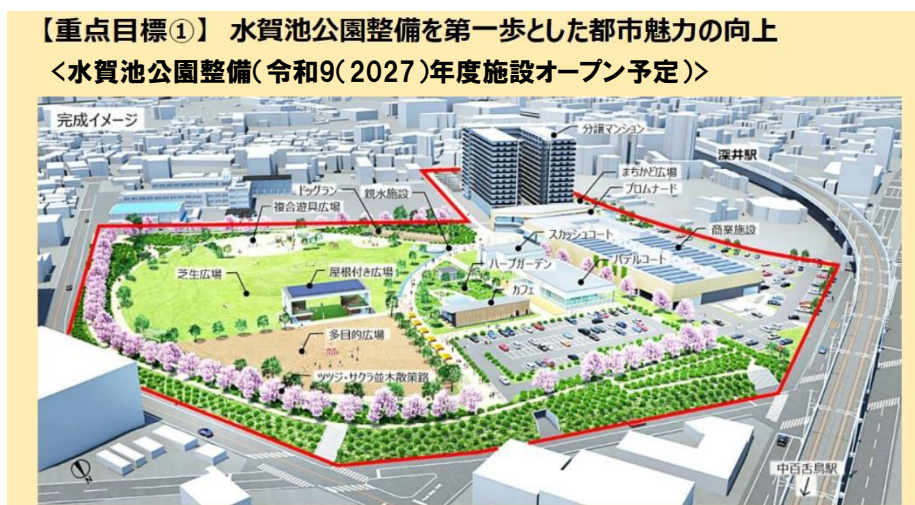 【重点目標①】 水賀池公園整備を第一歩とした都市魅力の向上
<水賀池公園整備(令和9(2027)年度施設オープン予定)>
完成イメージ
分譲マンション
深井駅
まちかど広場
プロムナード
ドッグラン
親水施設
複合遊具広場
スカッシュコート
商業施設
芝生広場
屋根付き広場
ハーブガーデン
パデルコート
カフェ
多目的広場
ツツジ・サクラ並木散策路
中百舌鳥駅
N